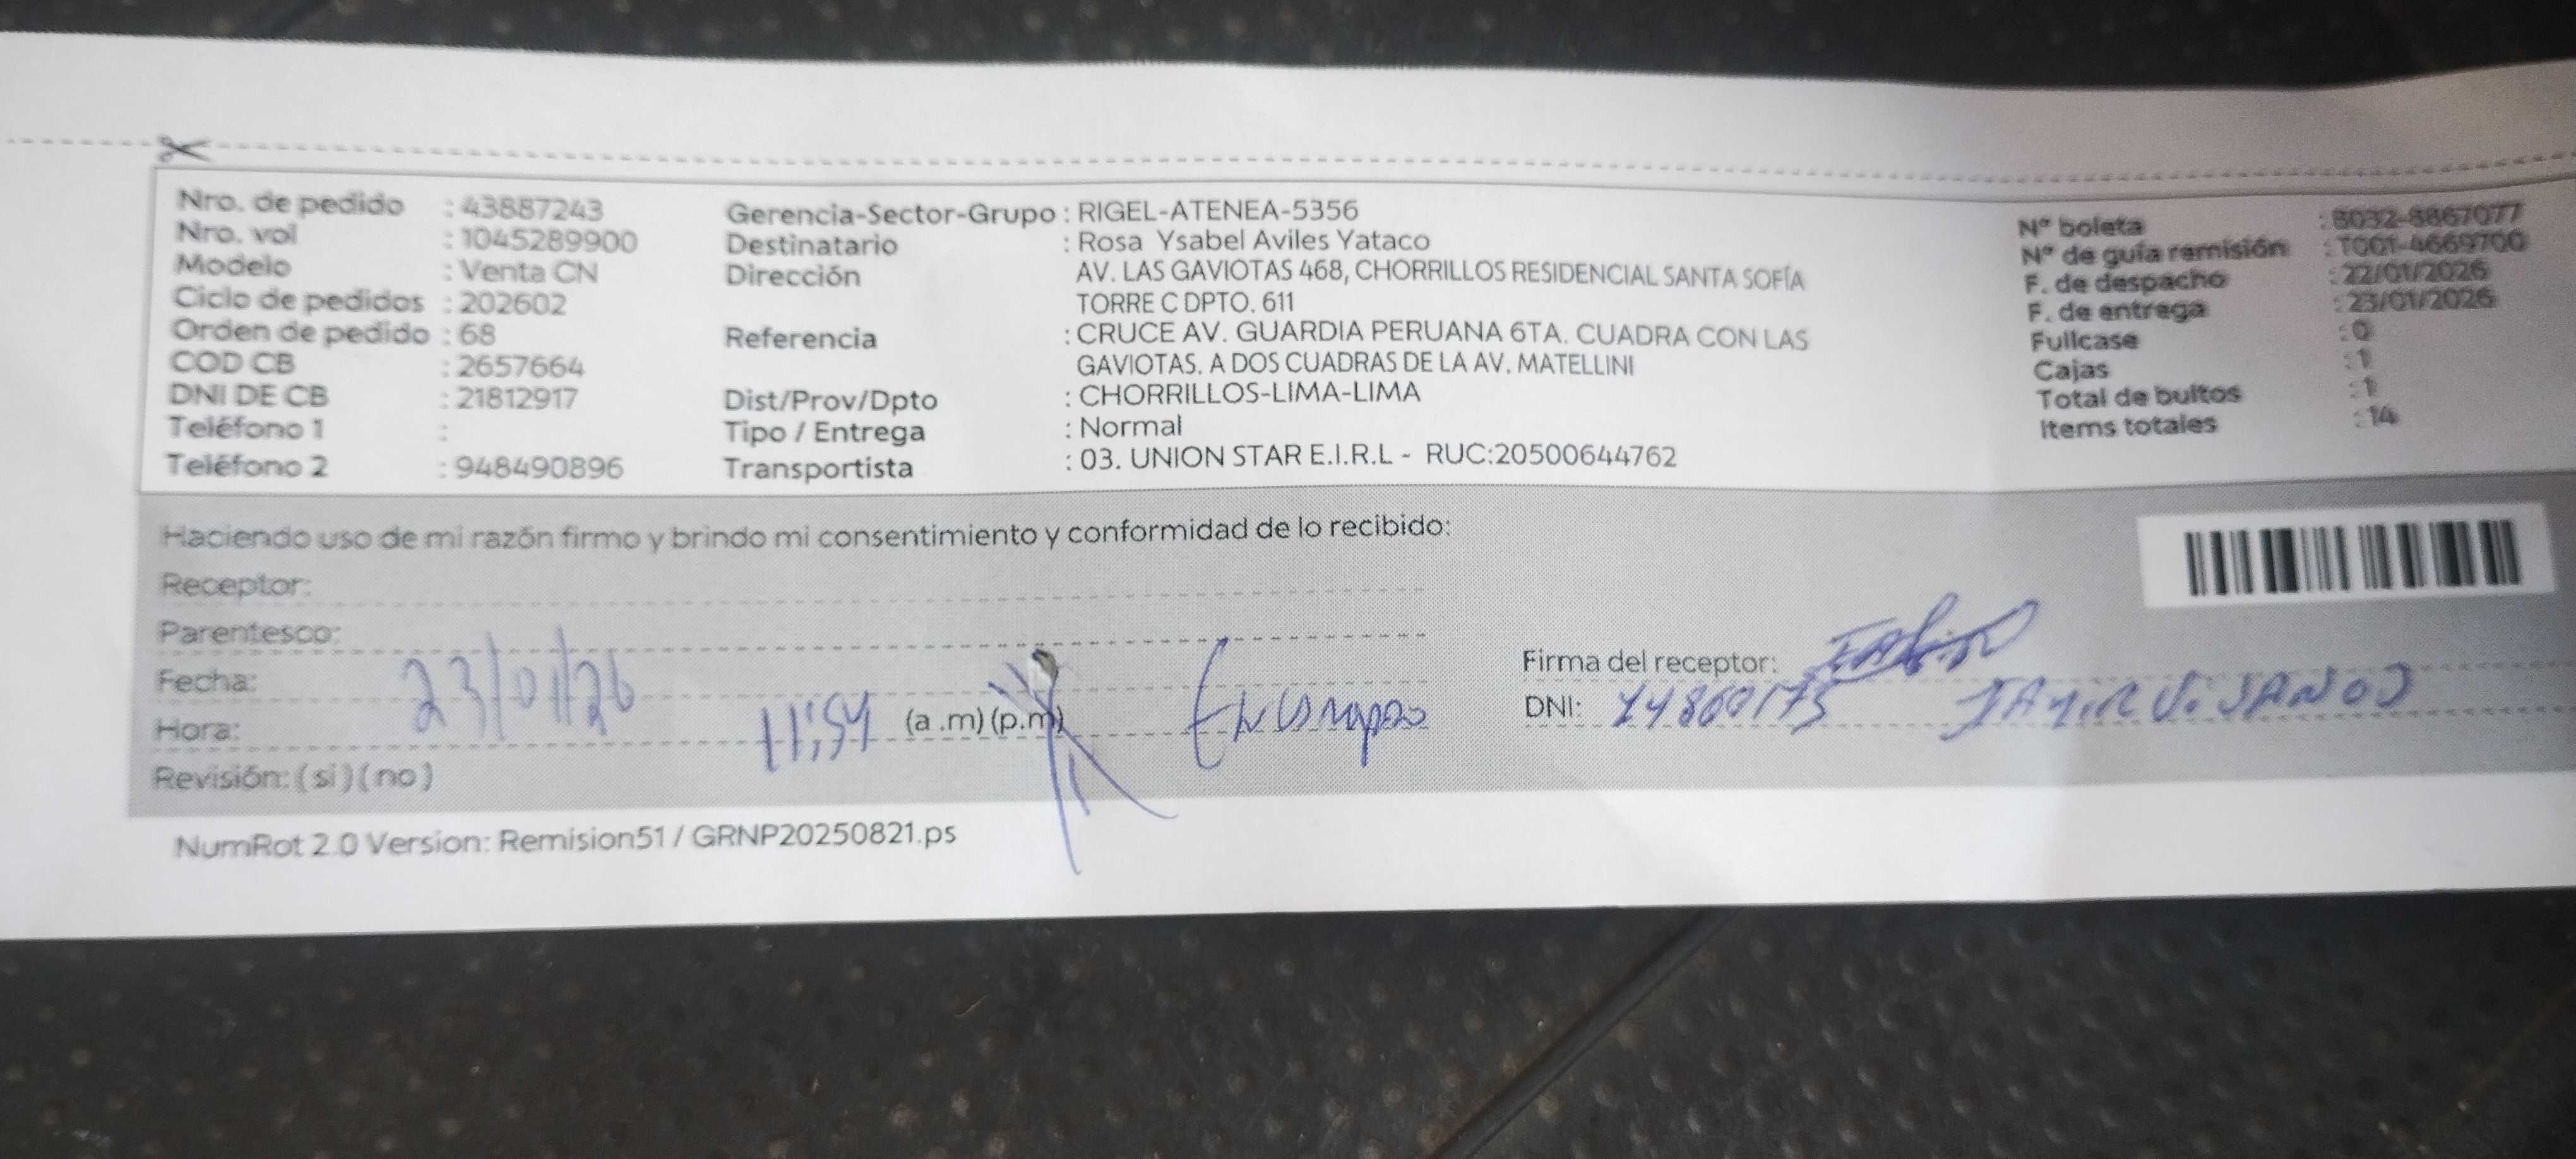 Nro. de pedido : 43887243
Nro. vol : 1045289900
Modelo : Venta CN
Ciclo de pedidos : 202602
Orden de pedido : 68
COD CB : 2657664
DNI DE CB : 21812917
Teléfono 1 :
Teléfono 2 : 948490896
Gerencia-Sector-Grupo : RIGEL-ATENEA-5356
Destinatario : Rosa Ysabel Aviles Yataco
Dirección AV. LAS GAVIOTAS 468, CHORRILLOS RESIDENCIAL SANTA SOFÍA
TORRE C DPTO. 611
Referencia : CRUCE AV. GUARDIA PERUANA 6TA. CUADRA CON LAS
GAVIOTAS. A DOS CUADRAS DE LA AV. MATELLINI
Dist/Prov/Dpto : CHORRILLOS-LIMA-LIMA
Tipo / Entrega : Normal
Transportista : 03. UNION STAR E.I.R.L - RUC:20500644762
N° boleta : B032-8867077
N° de guía remisión : T001-4669700
F. de despacho : 22/01/2026
F. de entrega : 23/01/2026
Fullcase : 0
Cajas : 1
Total de bultos : 1
Items totales : 14
Haciendo uso de mi razón firmo y brindo mi consentimiento y conformidad de lo recibido:
Receptor:
Parentesco:
Fecha: 23/01/26
Hora: 11:54 (a .m) (p.m)
Revisión: ( si ) ( no )
Firma del receptor:
DNI:
NumRot 2.0 Version: Remision51 / GRNP20250821.ps